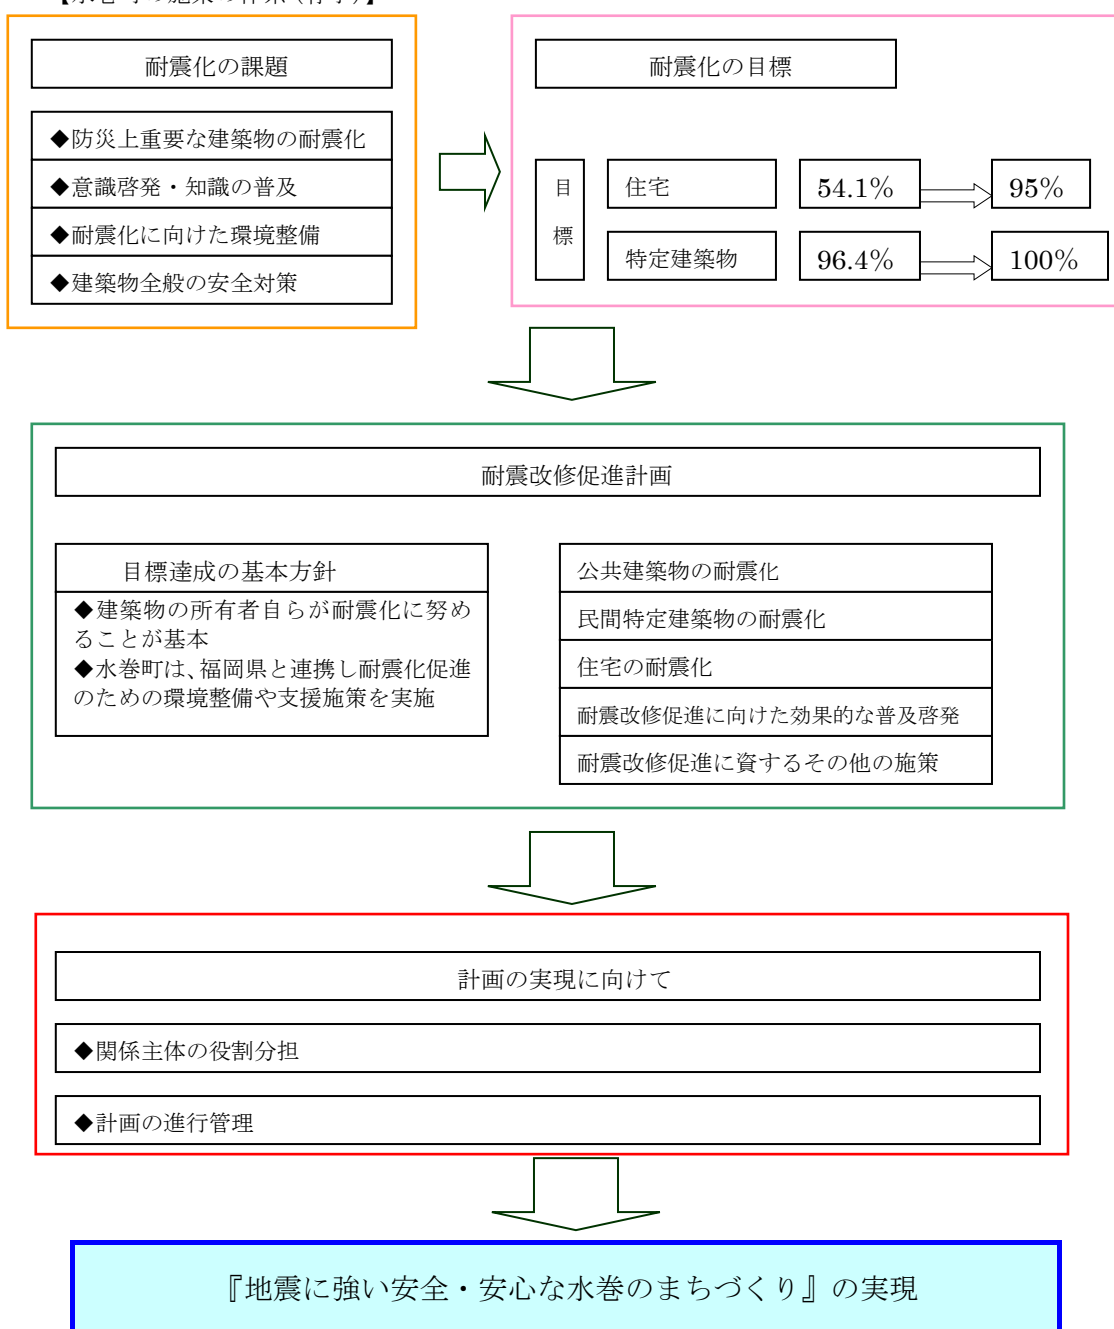 耐震化の課題
◆防災上重要な建築物の耐震化
◆意識啓発・知識の普及
◆耐震化に向けた環境整備
◆建築物全般の安全対策
耐震化の目標
目標
住宅 54.1% 95%
特定建築物 96.4% 100%
耐震改修促進計画
目標達成の基本方針
◆建築物の所有者自らが耐震化に努め
ることが基本
◆水巻町は、福岡県と連携し耐震化促進
のための環境整備や支援施策を実施
公共建築物の耐震化
民間特定建築物の耐震化
住宅の耐震化
耐震改修促進に向けた効果的な普及啓発
耐震改修促進に資するその他の施策
計画の実現に向けて
◆関係主体の役割分担
◆計画の進行管理
『地震に強い安全・安心な水巻のまちづくり』の実現